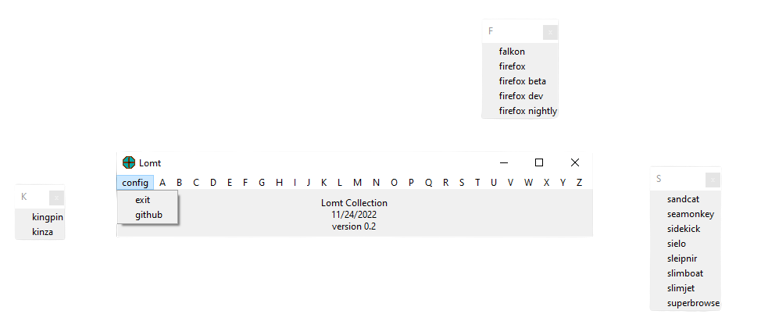 F
falkon
firefox
firefox beta
firefox dev
firefox nightly
Lomt
config A B C D E F G H I J K L M N O P Q R S T U V W X Y Z
exit
github
Lomt Collection
11/24/2022
version 0.2
K
kingpin
kinza
S
sandcat
seamonkey
sidekick
sielo
sleipnir
slimboat
slimjet
superbrowse